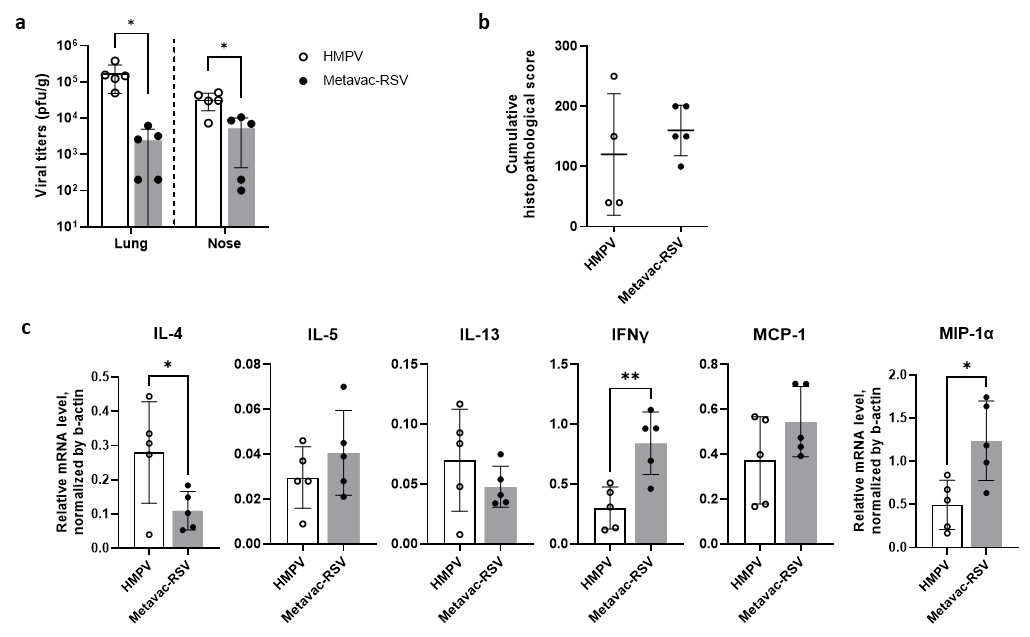 a
*
*
Viral titers (pfu/g)
10⁶
10⁵
10⁴
10³
10²
10¹
Lung
Nose
HMPV
Metavac-RSV
b
Cumulative
histopathological score
300
200
100
0
HMPV
Metavac-RSV
c
IL-4
Relative mRNA level,
normalized by b-actin
0.5
0.4
0.3
0.2
0.1
0.0
*
HMPV
Metavac-RSV
IL-5
0.08
0.06
0.04
0.02
0.00
HMPV
Metavac-RSV
IL-13
0.15
0.10
0.05
0.00
HMPV
Metavac-RSV
IFNγ
1.5
1.0
0.5
0.0
**
HMPV
Metavac-RSV
MCP-1
0.8
0.6
0.4
0.2
0.0
HMPV
Metavac-RSV
MIP-1α
Relative mRNA level,
normalized by b-actin
2.0
1.5
1.0
0.5
0.0
*
HMPV
Metavac-RSV